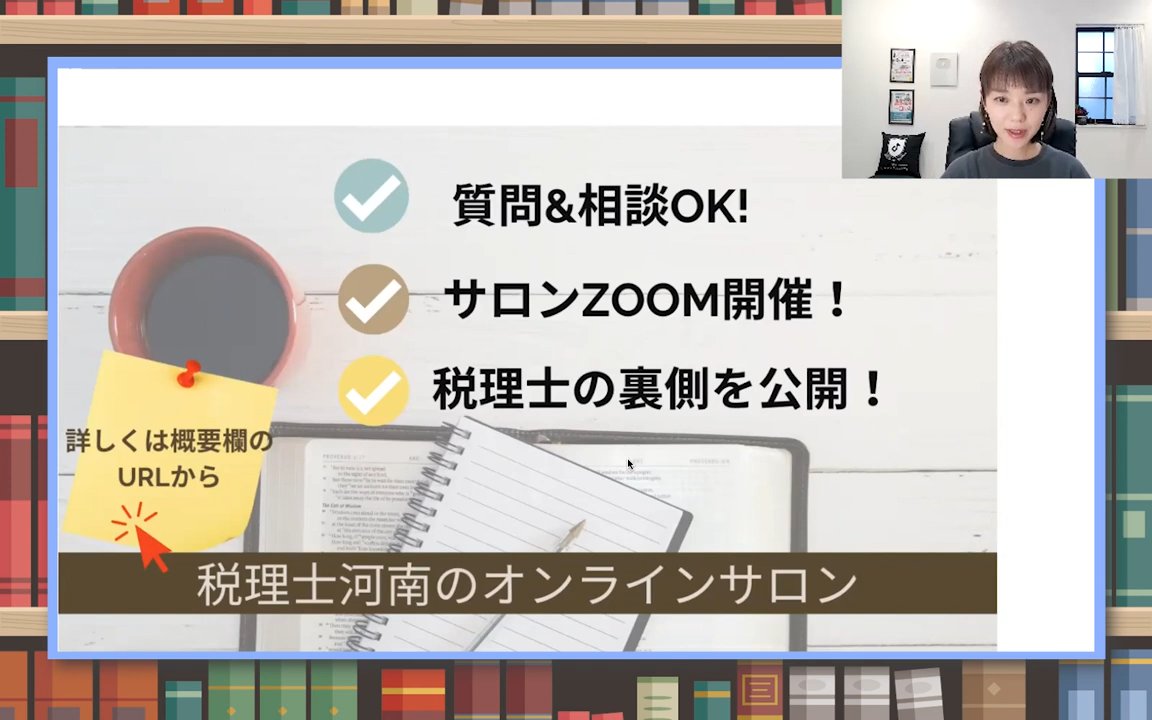 質問&相談OK!
サロンZOOM開催！
税理士の裏側を公開！
詳しくは概要欄の
URLから
税理士河南のオンラインサロン